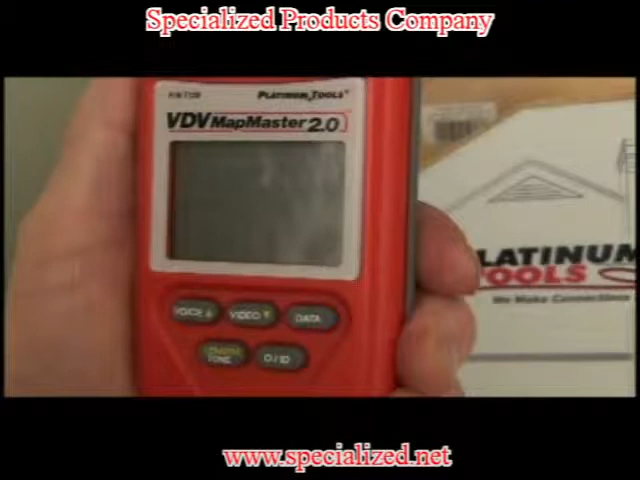 Specialized Products Company
PLATINUM TOOLS
VDV MapMaster 2.0
VOICE
VIDEO
DATA
TONE
O / ID
LATINUM
TOOLS
We Make Connections
www.specialized.net